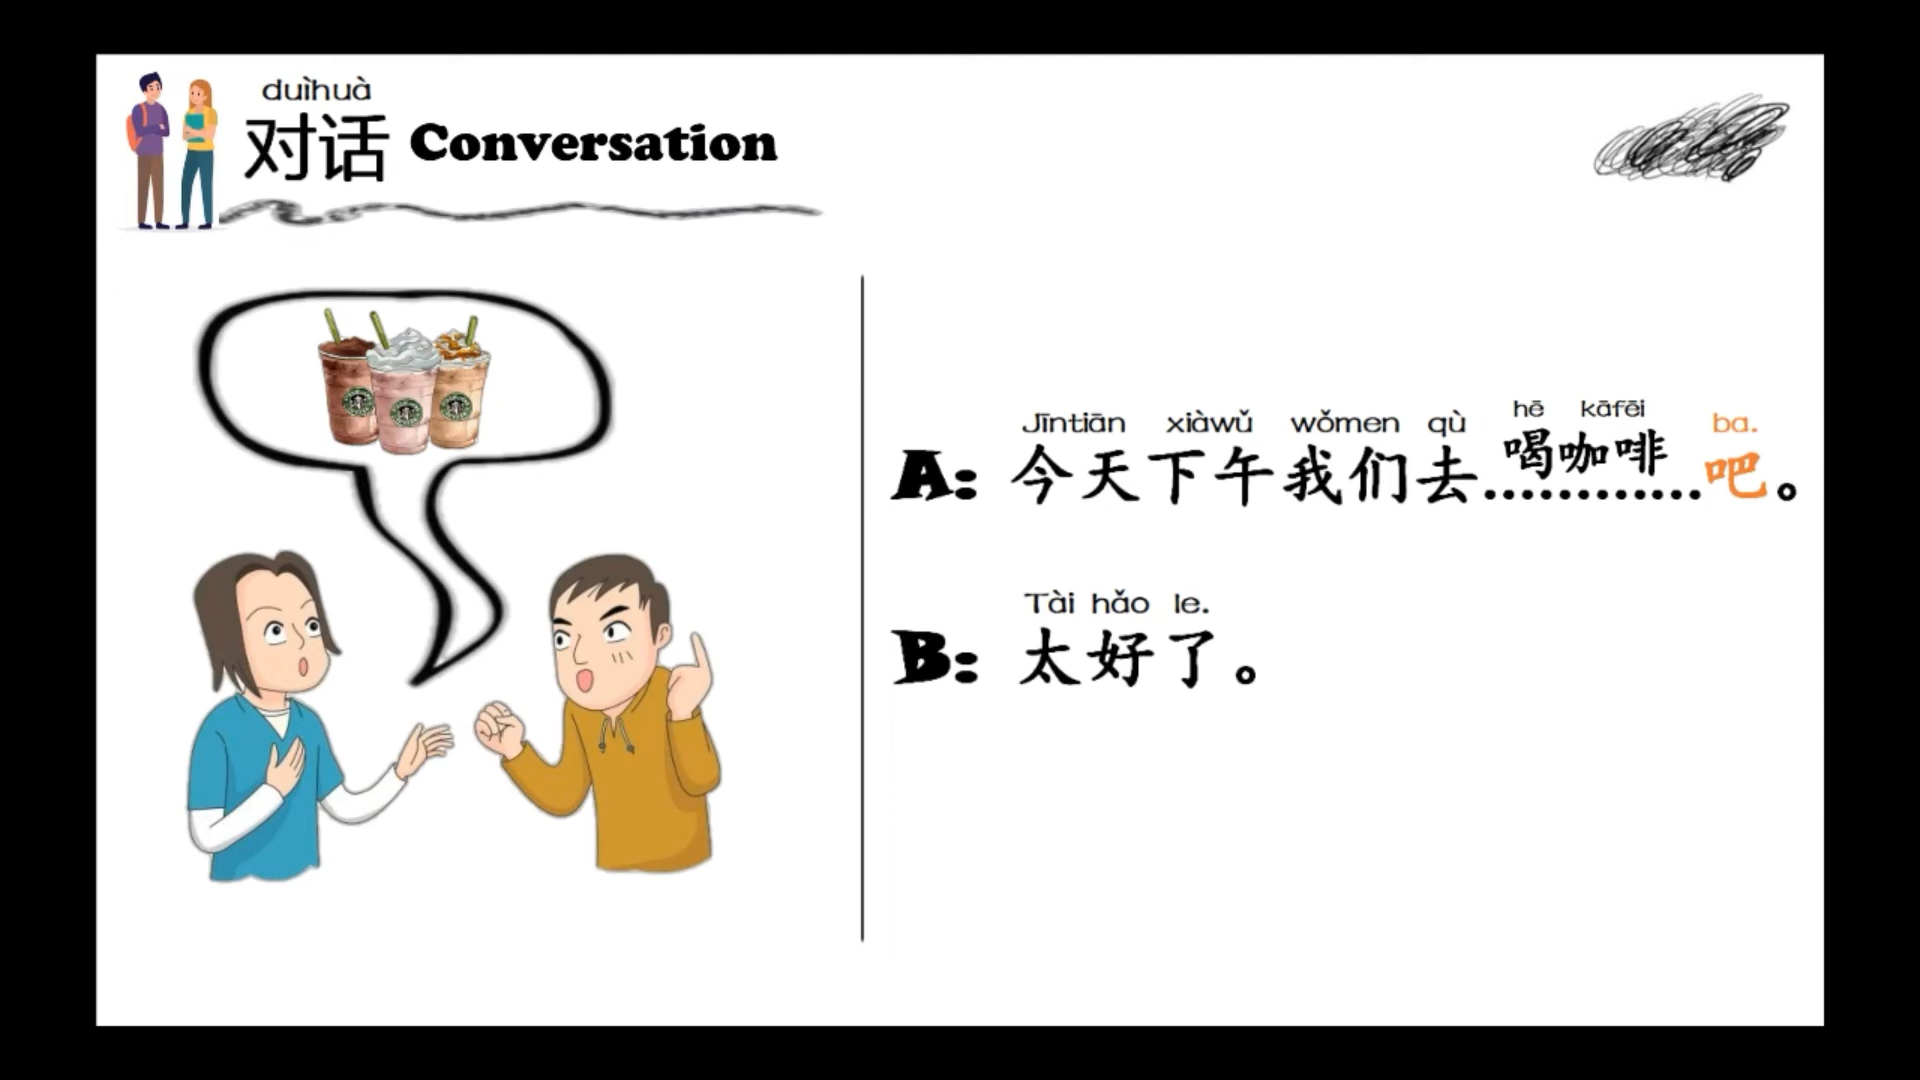 duìhuà
对话 Conversation
Jīntiān xiàwǔ wǒmen qù hē kāfēi ba.
A: 今天下午我们去喝咖啡............吧。
Tài hǎo le.
B: 太好了。